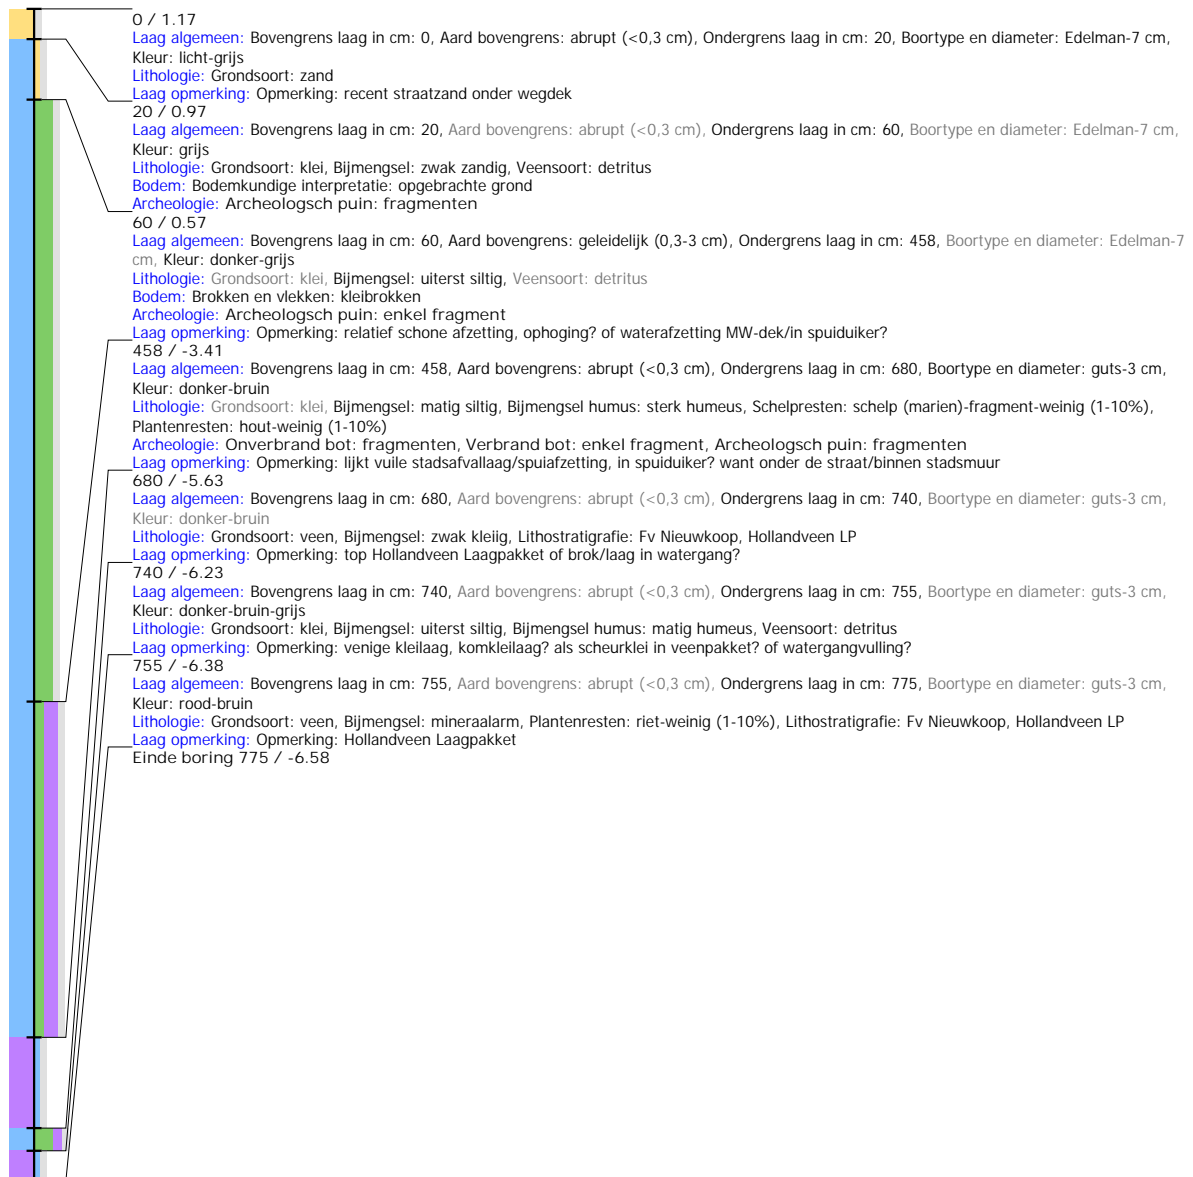 0 / 1.17
Laag algemeen: Bovengrens laag in cm: 0, Aard bovengrens: abrupt (<0,3 cm), Ondergrens laag in cm: 20, Boortype en diameter: Edelman-7 cm,
Kleur: licht-grijs
Lithologie: Grondsoort: zand
Laag opmerking: Opmerking: recent straatzand onder wegdek
20 / 0.97
Laag algemeen: Bovengrens laag in cm: 20, Aard bovengrens: abrupt (<0,3 cm), Ondergrens laag in cm: 60, Boortype en diameter: Edelman-7 cm,
Kleur: grijs
Lithologie: Grondsoort: klei, Bijmengsel: zwak zandig, Veensoort: detritus
Bodem: Bodemkundige interpretatie: opgebrachte grond
Archeologie: Archeologsch puin: fragmenten
60 / 0.57
Laag algemeen: Bovengrens laag in cm: 60, Aard bovengrens: geleidelijk (0,3-3 cm), Ondergrens laag in cm: 458, Boortype en diameter: Edelman-7
cm, Kleur: donker-grijs
Lithologie: Grondsoort: klei, Bijmengsel: uiterst siltig, Veensoort: detritus
Bodem: Brokken en vlekken: kleibrokken
Archeologie: Archeologsch puin: enkel fragment
Laag opmerking: Opmerking: relatief schone afzetting, ophoging? of waterafzetting MW-dek/in spuiduiker?
458 / -3.41
Laag algemeen: Bovengrens laag in cm: 458, Aard bovengrens: abrupt (<0,3 cm), Ondergrens laag in cm: 680, Boortype en diameter: guts-3 cm,
Kleur: donker-bruin
Lithologie: Grondsoort: klei, Bijmengsel: matig siltig, Bijmengsel humus: sterk humeus, Schelpresten: schelp (marien)-fragment-weinig (1-10%),
Plantenresten: hout-weinig (1-10%)
Archeologie: Onverbrand bot: fragmenten, Verbrand bot: enkel fragment, Archeologsch puin: fragmenten
Laag opmerking: Opmerking: lijkt vuile stadsafvallaag/spuiafzetting, in spuiduiker? want onder de straat/binnen stadsmuur
680 / -5.63
Laag algemeen: Bovengrens laag in cm: 680, Aard bovengrens: abrupt (<0,3 cm), Ondergrens laag in cm: 740, Boortype en diameter: guts-3 cm,
Kleur: donker-bruin
Lithologie: Grondsoort: veen, Bijmengsel: zwak kleiig, Lithostratigrafie: Fv Nieuwkoop, Hollandveen LP
Laag opmerking: Opmerking: top Hollandveen Laagpakket of brok/laag in watergang?
740 / -6.23
Laag algemeen: Bovengrens laag in cm: 740, Aard bovengrens: abrupt (<0,3 cm), Ondergrens laag in cm: 755, Boortype en diameter: guts-3 cm,
Kleur: donker-bruin-grijs
Lithologie: Grondsoort: klei, Bijmengsel: uiterst siltig, Bijmengsel humus: matig humeus, Veensoort: detritus
Laag opmerking: Opmerking: venige kleilaag, komkleilaag? als scheurklei in veenpakket? of watergangvulling?
755 / -6.38
Laag algemeen: Bovengrens laag in cm: 755, Aard bovengrens: abrupt (<0,3 cm), Ondergrens laag in cm: 775, Boortype en diameter: guts-3 cm,
Kleur: rood-bruin
Lithologie: Grondsoort: veen, Bijmengsel: mineraalarm, Plantenresten: riet-weinig (1-10%), Lithostratigrafie: Fv Nieuwkoop, Hollandveen LP
Laag opmerking: Opmerking: Hollandveen Laagpakket
Einde boring 775 / -6.58